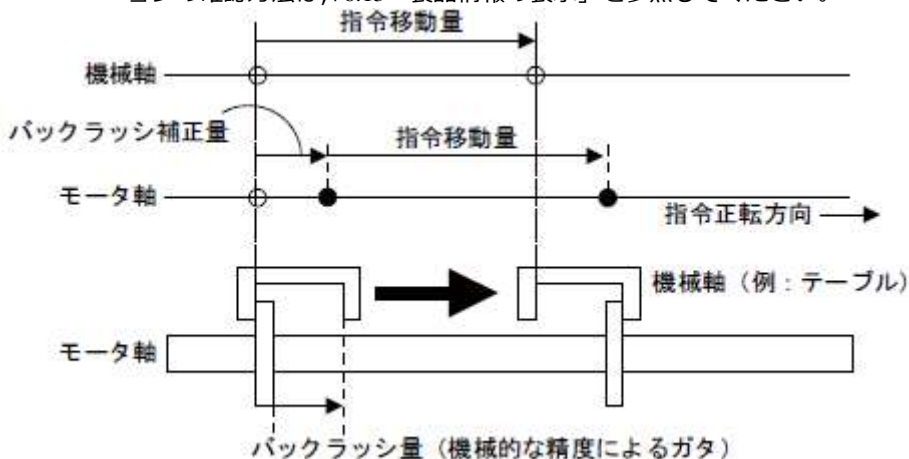 指令移動量
機械軸
バックラッシ補正量
指令移動量
モータ軸
指令正転方向
機械軸（例：テーブル）
モータ軸
バックラッシ量（機械的な精度によるガタ）